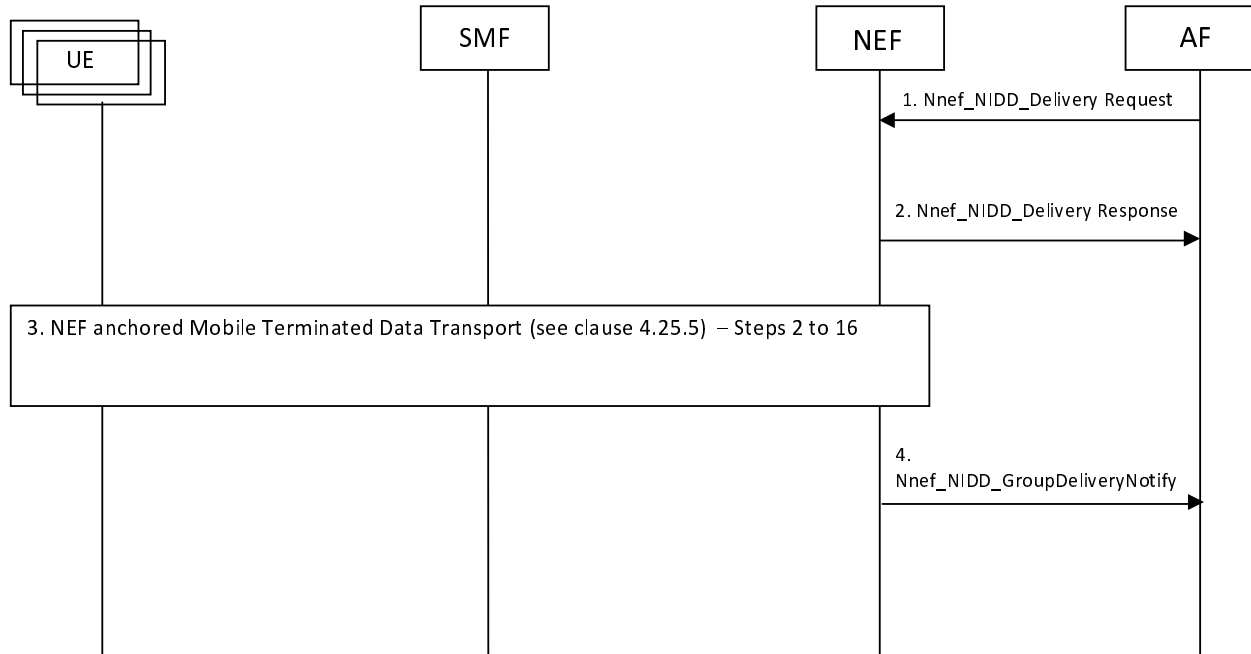 UE
SMF
NEF
AF
1. Nnef_NIDD_Delivery Request
2. Nnef_NIDD_Delivery Response
3. NEF anchored Mobile Terminated Data Transport (see clause 4.25.5) – Steps 2 to 16
4.
Nnef_NIDD_GroupDeliveryNotify